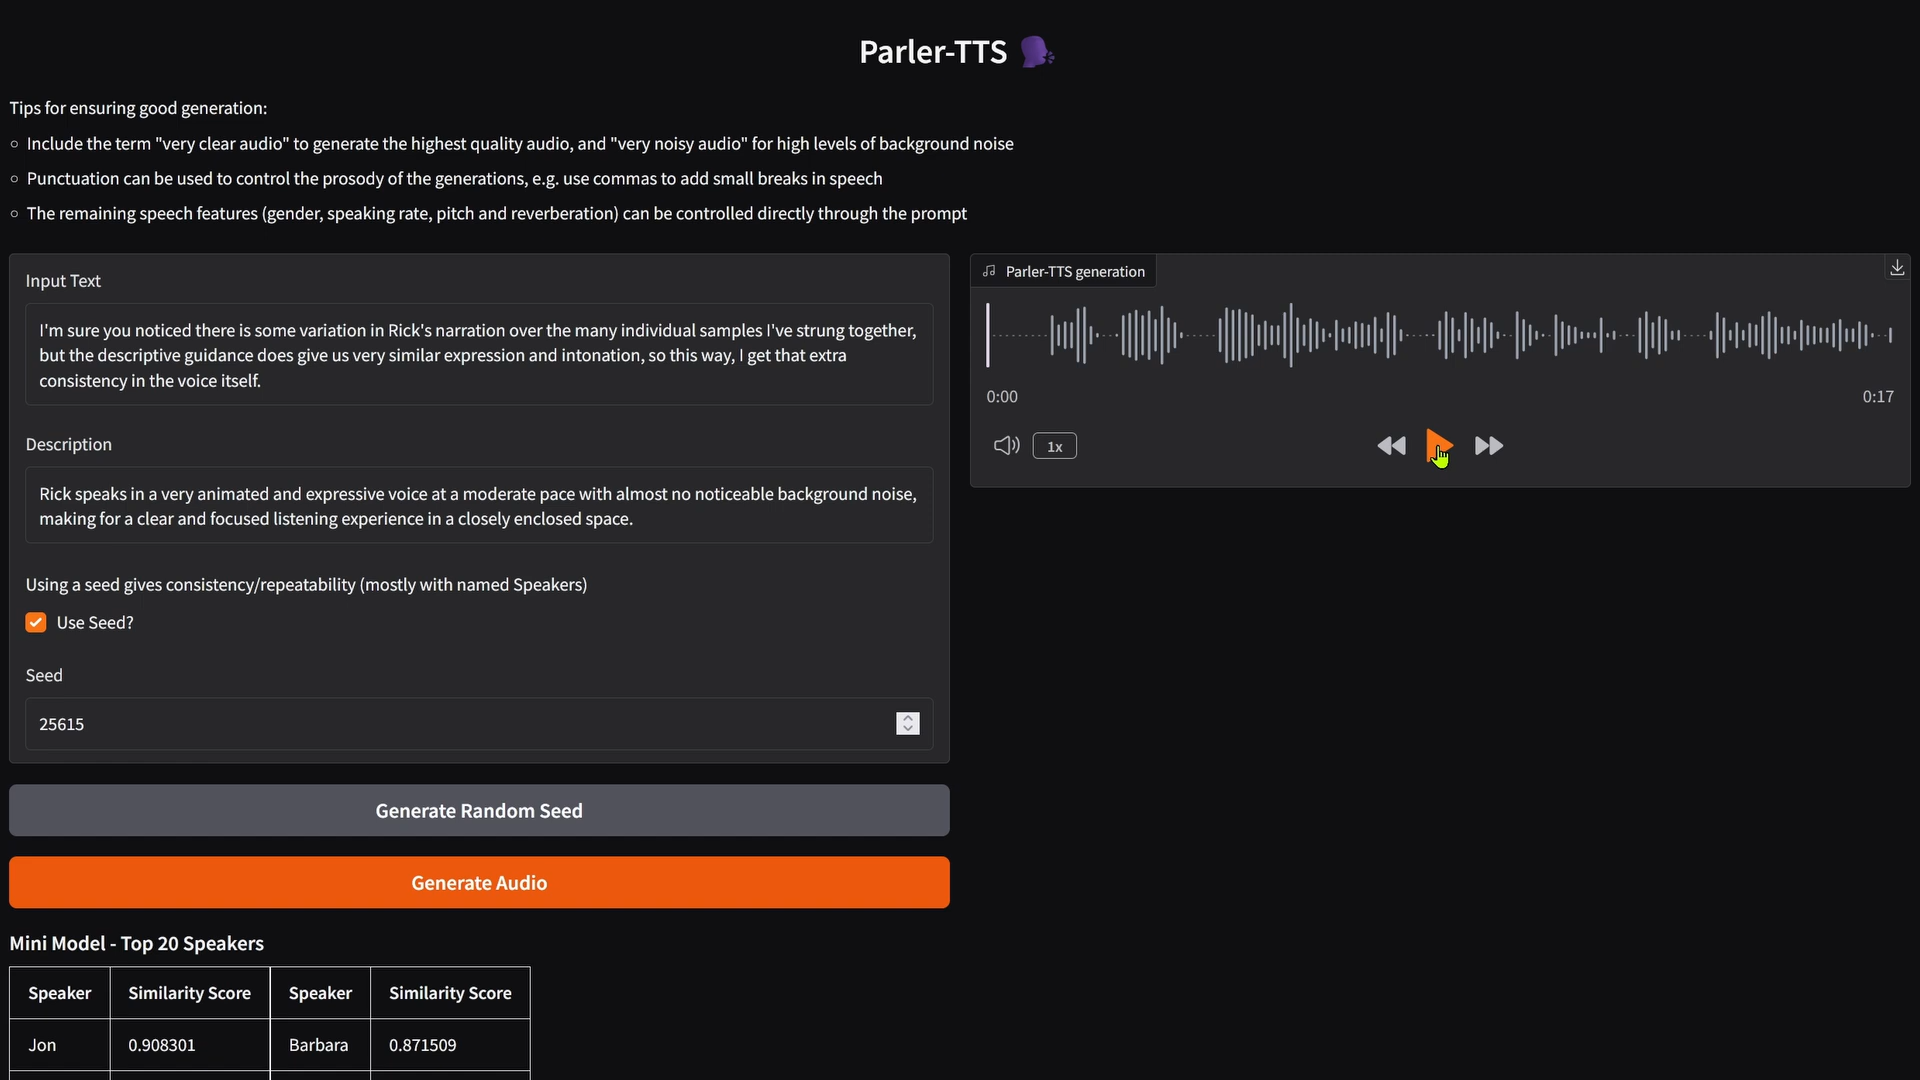 Parler-TTS
Tips for ensuring good generation:
Include the term "very clear audio" to generate the highest quality audio, and "very noisy audio" for high levels of background noise
Punctuation can be used to control the prosody of the generations, e.g. use commas to add small breaks in speech
The remaining speech features (gender, speaking rate, pitch and reverberation) can be controlled directly through the prompt
Input Text
I'm sure you noticed there is some variation in Rick's narration over the many individual samples I've strung together,
but the descriptive guidance does give us very similar expression and intonation, so this way, I get that extra
consistency in the voice itself.
Description
Rick speaks in a very animated and expressive voice at a moderate pace with almost no noticeable background noise,
making for a clear and focused listening experience in a closely enclosed space.
Using a seed gives consistency/repeatability (mostly with named Speakers)
Use Seed?
Seed
25615
Generate Random Seed
Generate Audio
Parler-TTS generation
0:00 0:17
1x
Mini Model - Top 20 Speakers
Speaker Similarity Score Speaker Similarity Score
Jon 0.908301 Barbara 0.871509